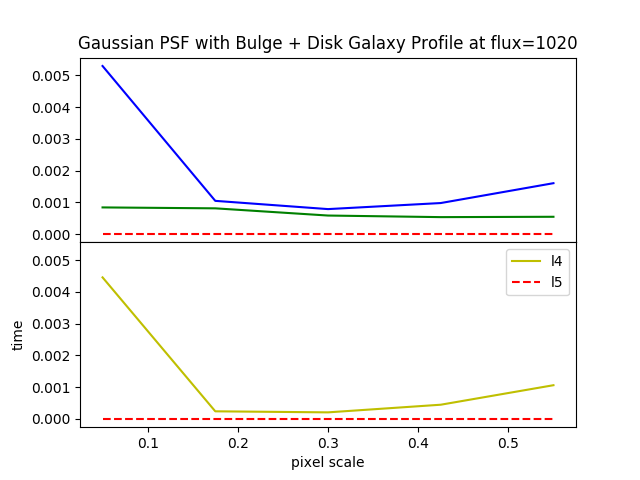 Gaussian PSF with Bulge + Disk Galaxy Profile at flux=1020
0.005
0.004
0.003
0.002
0.001
0.000
0.005
0.004
0.003
0.002
0.001
0.000
time
l4
l5
0.1 0.2 0.3 0.4 0.5
pixel scale